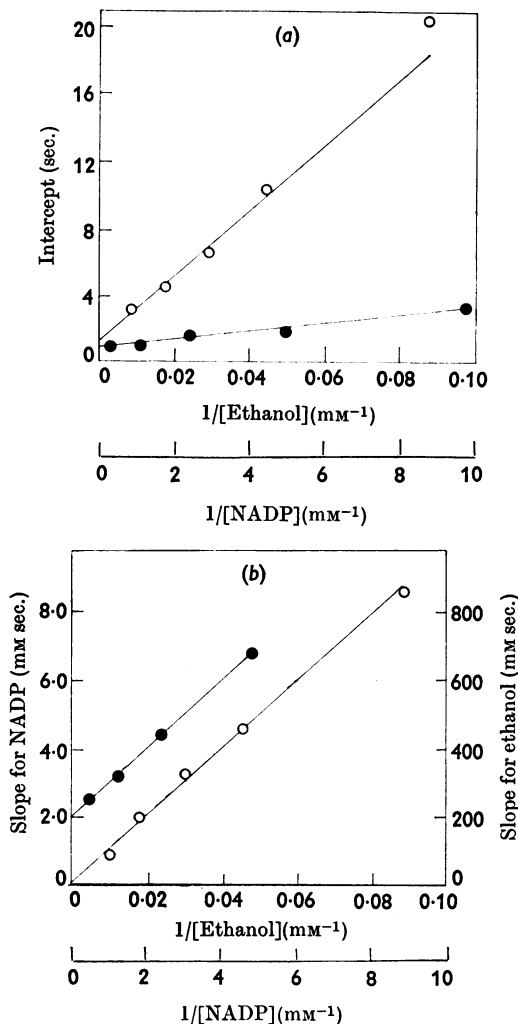 (a)
20
16
12
8
4
0
Intercept (sec.)
0 0·02 0·04 0·06 0·08 0·10
1/[Ethanol](mM⁻¹)
0 2 4 6 8 10
1/[NADP](mM⁻¹)
(b)
8·0
6·0
4·0
2·0
0
Slope for NADP (mM sec.)
800
600
400
200
0
Slope for ethanol (mM sec.)
0 0·02 0·04 0·06 0·08 0·10
1/[Ethanol](mM⁻¹)
0 2 4 6 8 10
1/[NADP](mM⁻¹)